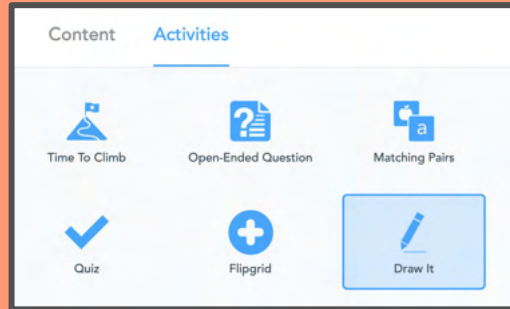 Content Activities
Time To Climb Open-Ended Question Matching Pairs
a
Quiz Flipgrid Draw It